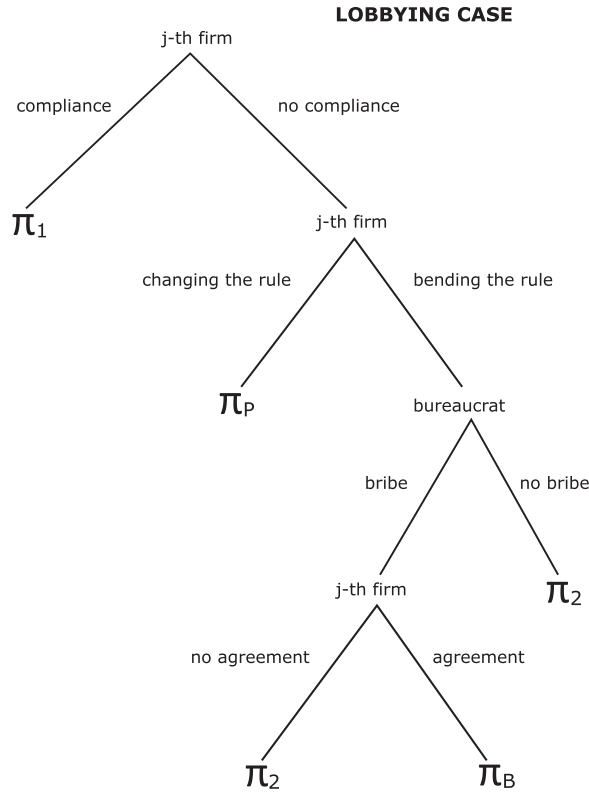 LOBBYING CASE
j-th firm
compliance
no compliance
π1
j-th firm
changing the rule
bending the rule
πP
bureaucrat
bribe
no bribe
j-th firm
π2
no agreement
agreement
π2
πB